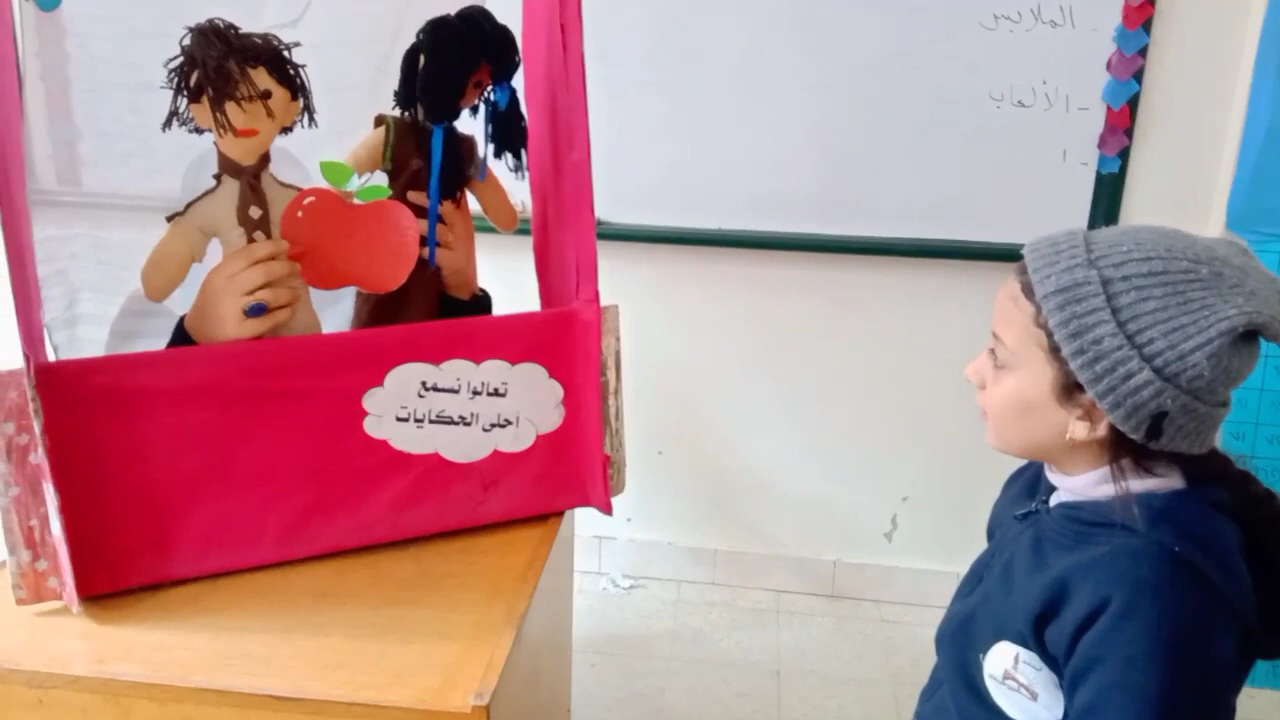 - الملابس
- الألعاب
- ا
تعالوا نسمع
أحلى الحكايات